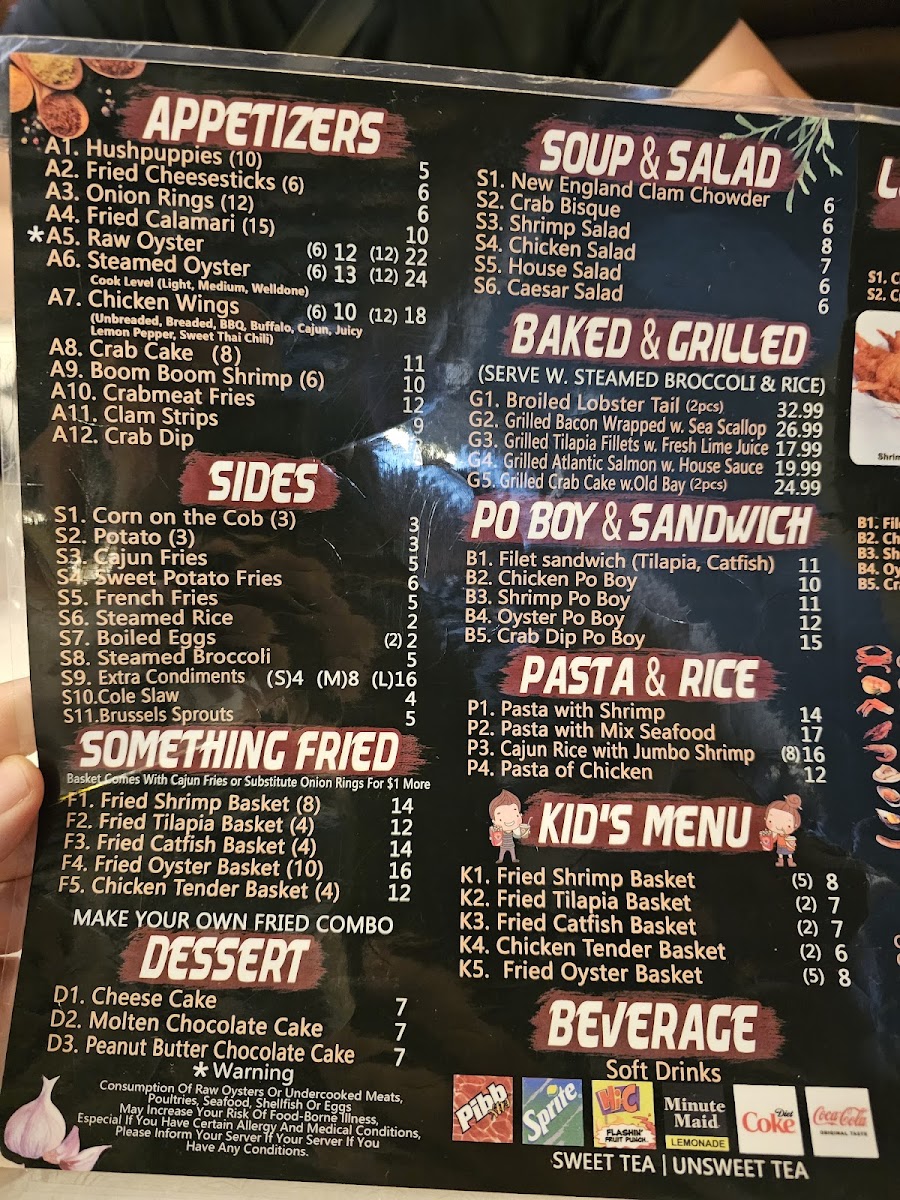 APPETIZERS
A1. Hushpuppies (10) 5
A2. Fried Cheesesticks (6) 6
A3. Onion Rings (12) 6
A4. Fried Calamari (15) 10
*A5. Raw Oyster (6) 12 (12) 22
A6. Steamed Oyster (6) 13 (12) 24
Cook Level (Light, Medium, Welldone)
A7. Chicken Wings (6) 10 (12) 18
(Unbreaded, Breaded, BBQ, Buffalo, Cajun, Juicy
Lemon Pepper, Sweet Thai Chili)
A8. Crab Cake (8) 11
A9. Boom Boom Shrimp (6) 10
A10. Crabmeat Fries 12
A11. Clam Strips 9
A12. Crab Dip
SIDES
S1. Corn on the Cob (3) 3
S2. Potato (3) 3
S3. Cajun Fries 5
S4. Sweet Potato Fries 6
S5. French Fries 5
S6. Steamed Rice 2
S7. Boiled Eggs (2) 2
S8. Steamed Broccoli 5
S9. Extra Condiments (S)4 (M)8 (L)16
S10.Cole Slaw 4
S11.Brussels Sprouts 5
SOMETHING FRIED
Basket Comes With Cajun Fries or Substitute Onion Rings For $1 More
F1. Fried Shrimp Basket (8) 14
F2. Fried Tilapia Basket (4) 12
F3. Fried Catfish Basket (4) 14
F4. Fried Oyster Basket (10) 16
F5. Chicken Tender Basket (4) 12
MAKE YOUR OWN FRIED COMBO
DESSERT
D1. Cheese Cake 7
D2. Molten Chocolate Cake 7
D3. Peanut Butter Chocolate Cake 7
*Warning
Consumption Of Raw Oysters Or Undercooked Meats,
Poultries, Seafood, Shellfish Or Eggs
May Increase Your Risk Of Food-Borne Illness,
Especial If You Have Certain Allergy And Medical Conditions,
Please Inform Your Server If Your Server If You
Have Any Conditions.
SOUP & SALAD
S1. New England Clam Chowder 6
S2. Crab Bisque 6
S3. Shrimp Salad 8
S4. Chicken Salad 7
S5. House Salad 6
S6. Caesar Salad 6
BAKED & GRILLED
(SERVE W. STEAMED BROCCOLI & RICE)
G1. Broiled Lobster Tail (2pcs) 32.99
G2. Grilled Bacon Wrapped w. Sea Scallop 26.99
G3. Grilled Tilapia Fillets w. Fresh Lime Juice 17.99
G4. Grilled Atlantic Salmon w. House Sauce 19.99
G5. Grilled Crab Cake w.Old Bay (2pcs) 24.99
PO BOY & SANDWICH
B1. Filet sandwich (Tilapia, Catfish) 11
B2. Chicken Po Boy 10
B3. Shrimp Po Boy 11
B4. Oyster Po Boy 12
B5. Crab Dip Po Boy 15
PASTA & RICE
P1. Pasta with Shrimp 14
P2. Pasta with Mix Seafood 17
P3. Cajun Rice with Jumbo Shrimp (8)16
P4. Pasta of Chicken 12
KID'S MENU
K1. Fried Shrimp Basket (5) 8
K2. Fried Tilapia Basket (2) 7
K3. Fried Catfish Basket (2) 7
K4. Chicken Tender Basket (2) 6
K5. Fried Oyster Basket (5) 8
BEVERAGE
Soft Drinks
Pibb
Sprite
Hi-C
FLASHIN'
FRUIT PUNCH
Minute
Maid
LEMONADE
Diet
Coke
Coca-Cola
ORIGINAL TASTE
SWEET TEA | UNSWEET TEA
S1. C
S2. C
Shrim
B1. Fil
B2. Ch
B3. Sh
B4. Oy
B5. Cr